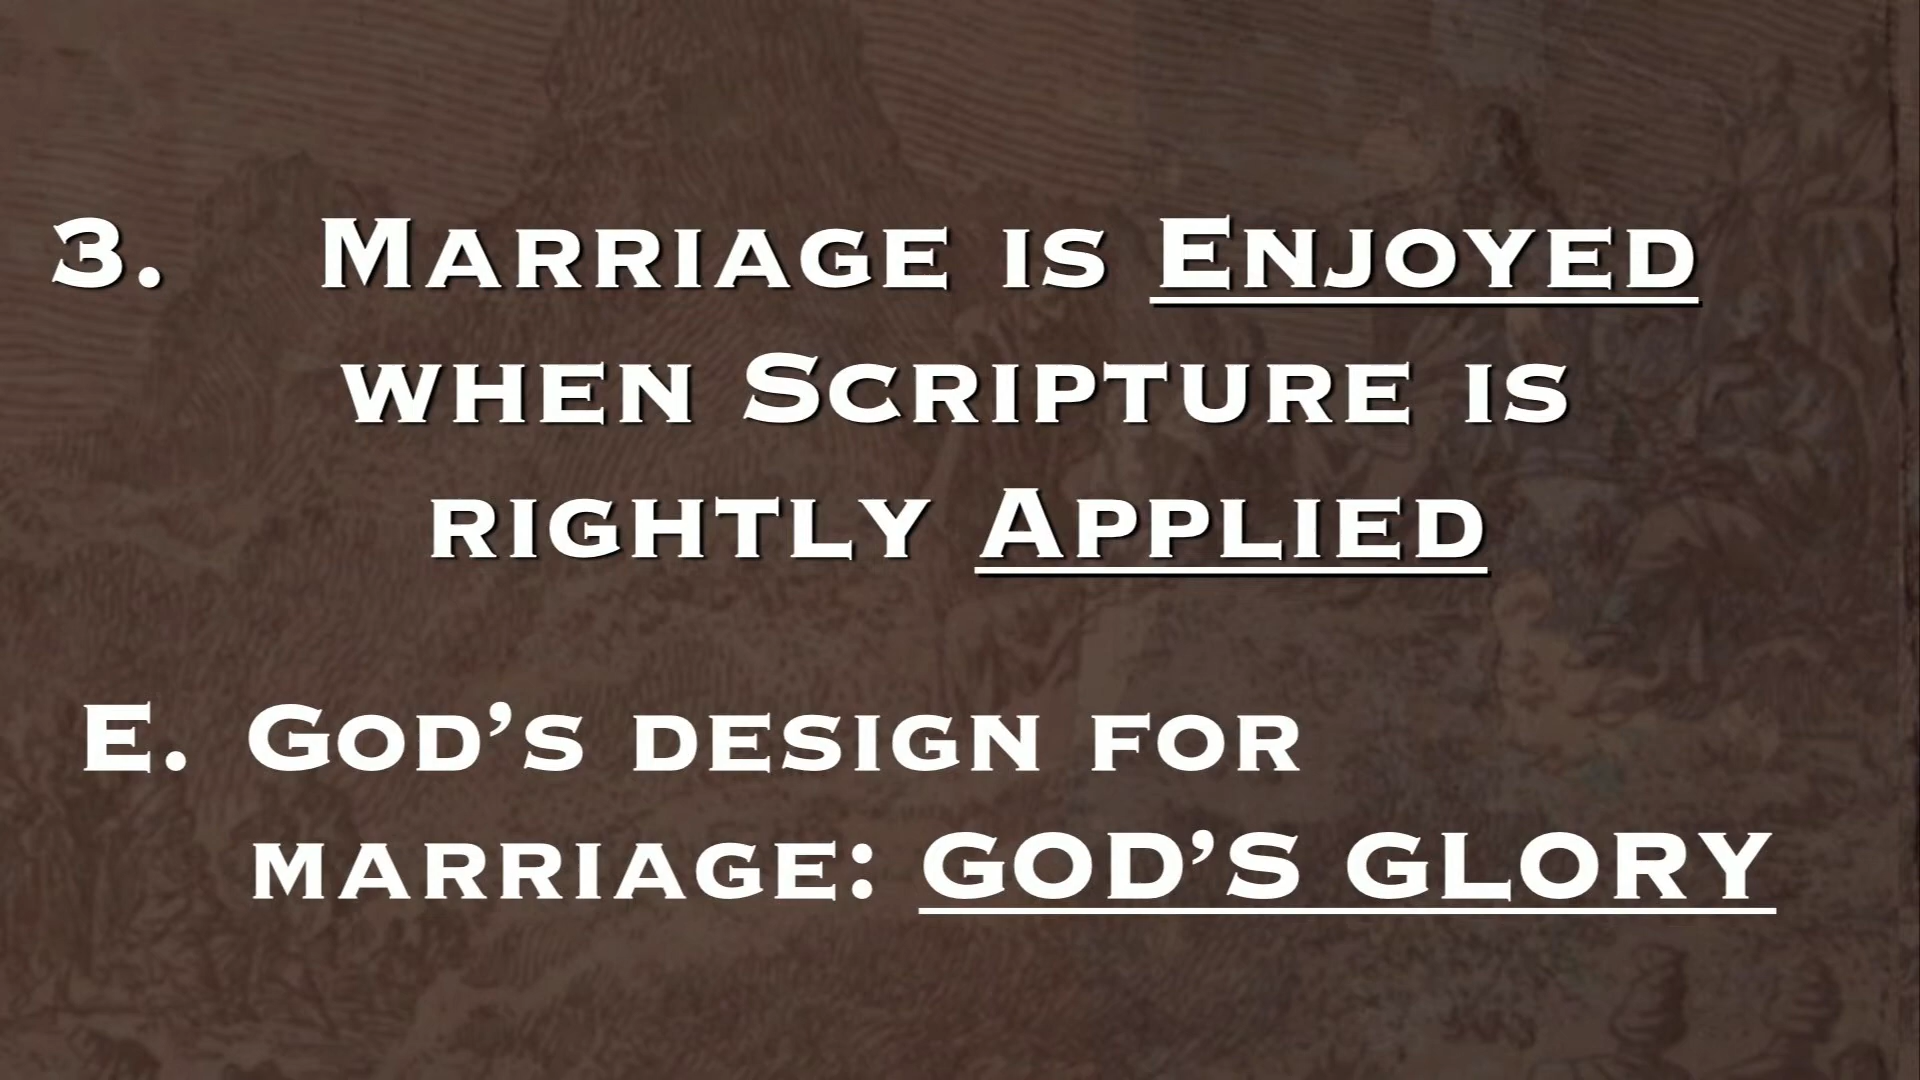 3. Marriage is Enjoyed
when Scripture is
rightly Applied
E. God’s design for
marriage: GOD’S GLORY